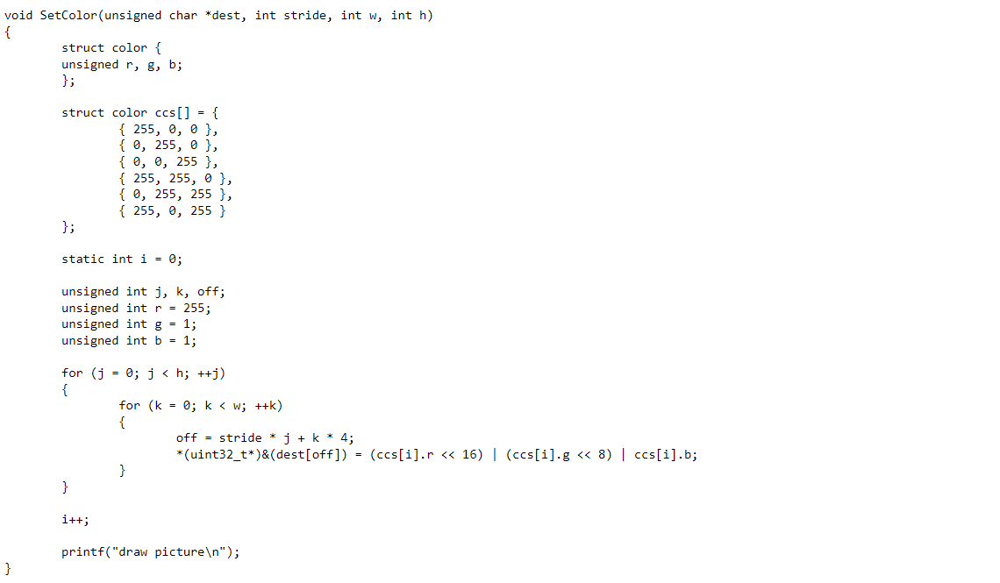 void SetColor(unsigned char *dest, int stride, int w, int h)
{
        struct color {
        unsigned r, g, b;
        };

        struct color ccs[] = {
                { 255, 0, 0 },
                { 0, 255, 0 },
                { 0, 0, 255 },
                { 255, 255, 0 },
                { 0, 255, 255 },
                { 255, 0, 255 }
        };

        static int i = 0;

        unsigned int j, k, off;
        unsigned int r = 255;
        unsigned int g = 1;
        unsigned int b = 1;

        for (j = 0; j < h; ++j)
        {
                for (k = 0; k < w; ++k)
                {
                        off = stride * j + k * 4;
                        *(uint32_t*)&(dest[off]) = (ccs[i].r << 16) | (ccs[i].g << 8) | ccs[i].b;
                }
        }

        i++;

        printf("draw picture\n");
}